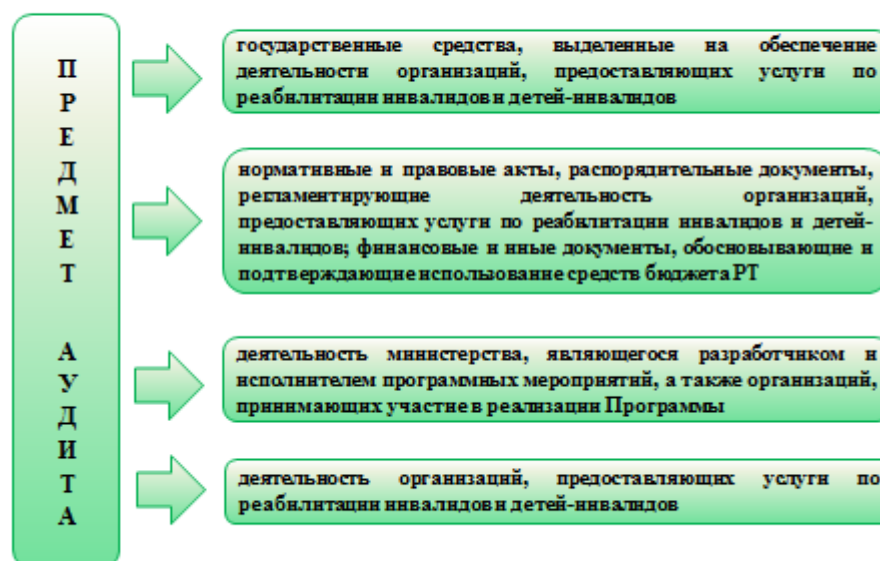 ПРЕДМЕТ АУДИТА
государственные средства, выделенные на обеспечение
деятельности организаций, предоставляющих услуги по
реабилитации инвалидов и детей-инвалидов
нормативные и правовые акты, распорядительные документы,
регламентирующие деятельность организаций,
предоставляющих услуги по реабилитации инвалидов и детей-
инвалидов; финансовые и иные документы, обосновывающие и
подтверждающие использование средств бюджета РТ
деятельность министерства, являющегося разработчиком и
исполнителем программных мероприятий, а также организаций,
принимающих участие в реализации Программы
деятельность организаций, предоставляющих услуги по
реабилитации инвалидов и детей-инвалидов